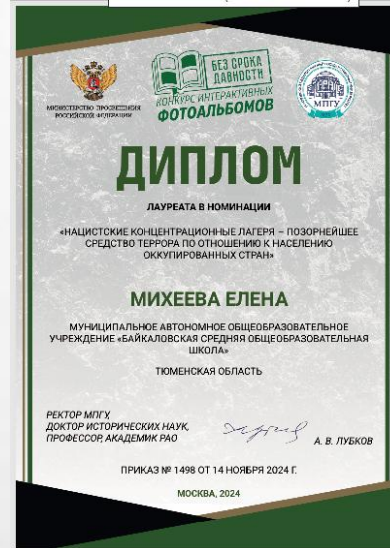 МИНИСТЕРСТВО ПРОСВЕЩЕНИЯ
РОССИЙСКОЙ ФЕДЕРАЦИИ
БЕЗ СРОКА
ДАВНОСТИ
КОНКУРС ИНТЕРАКТИВНЫХ
ФОТОАЛЬБОМОВ
МПГУ
ДИПЛОМ
ЛАУРЕАТА В НОМИНАЦИИ
«НАЦИСТСКИЕ КОНЦЕНТРАЦИОННЫЕ ЛАГЕРЯ – ПОЗОРНЕЙШЕЕ
СРЕДСТВО ТЕРРОРА ПО ОТНОШЕНИЮ К НАСЕЛЕНИЮ
ОККУПИРОВАННЫХ СТРАН»
МИХЕЕВА ЕЛЕНА
МУНИЦИПАЛЬНОЕ АВТОНОМНОЕ ОБЩЕОБРАЗОВАТЕЛЬНОЕ
УЧРЕЖДЕНИЕ «БАЙКАЛОВСКАЯ СРЕДНЯЯ ОБЩЕОБРАЗОВАТЕЛЬНАЯ
ШКОЛА»
ТЮМЕНСКАЯ ОБЛАСТЬ
РЕКТОР МПГУ,
ДОКТОР ИСТОРИЧЕСКИХ НАУК,
ПРОФЕССОР, АКАДЕМИК РАО
А. В. ЛУБКОВ
ПРИКАЗ № 1498 ОТ 14 НОЯБРЯ 2024 Г.
МОСКВА, 2024